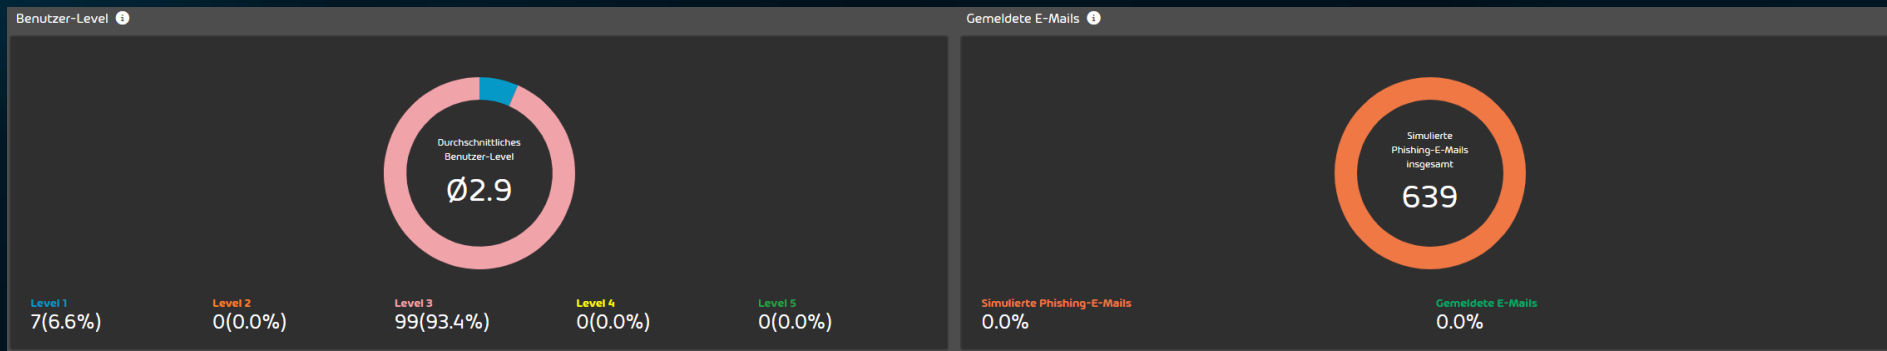 Benutzer-Level
Gemeldete E-Mails
Durchschnittliches
Benutzer-Level
Ø2.9
Level 1
7(6.6%)
Level 2
0(0.0%)
Level 3
99(93.4%)
Level 4
0(0.0%)
Level 5
0(0.0%)
Simulierte
Phishing-E-Mails
insgesamt
639
Simulierte Phishing-E-Mails
0.0%
Gemeldete E-Mails
0.0%